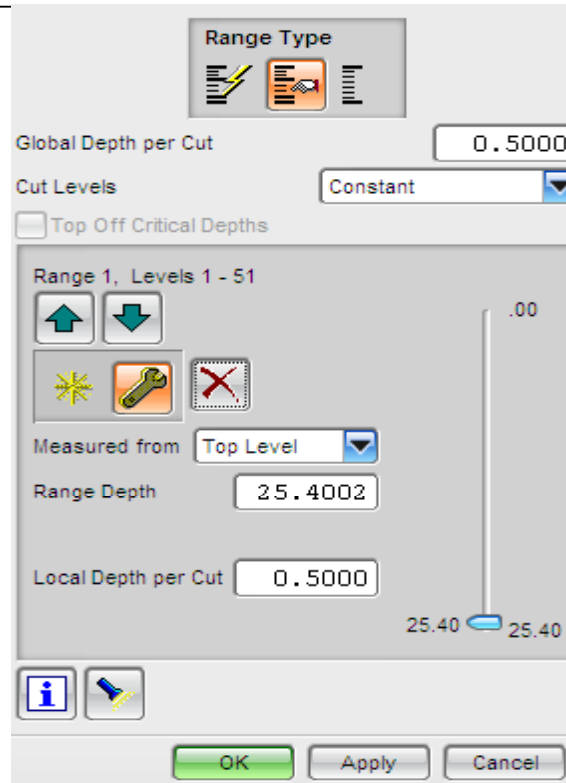 Range Type
Global Depth per Cut 0.5000
Cut Levels Constant
Top Off Critical Depths
Range 1, Levels 1 - 51
.00
Measured from Top Level
Range Depth 25.4002
Local Depth per Cut 0.5000
25.40 25.40
i
OK Apply Cancel